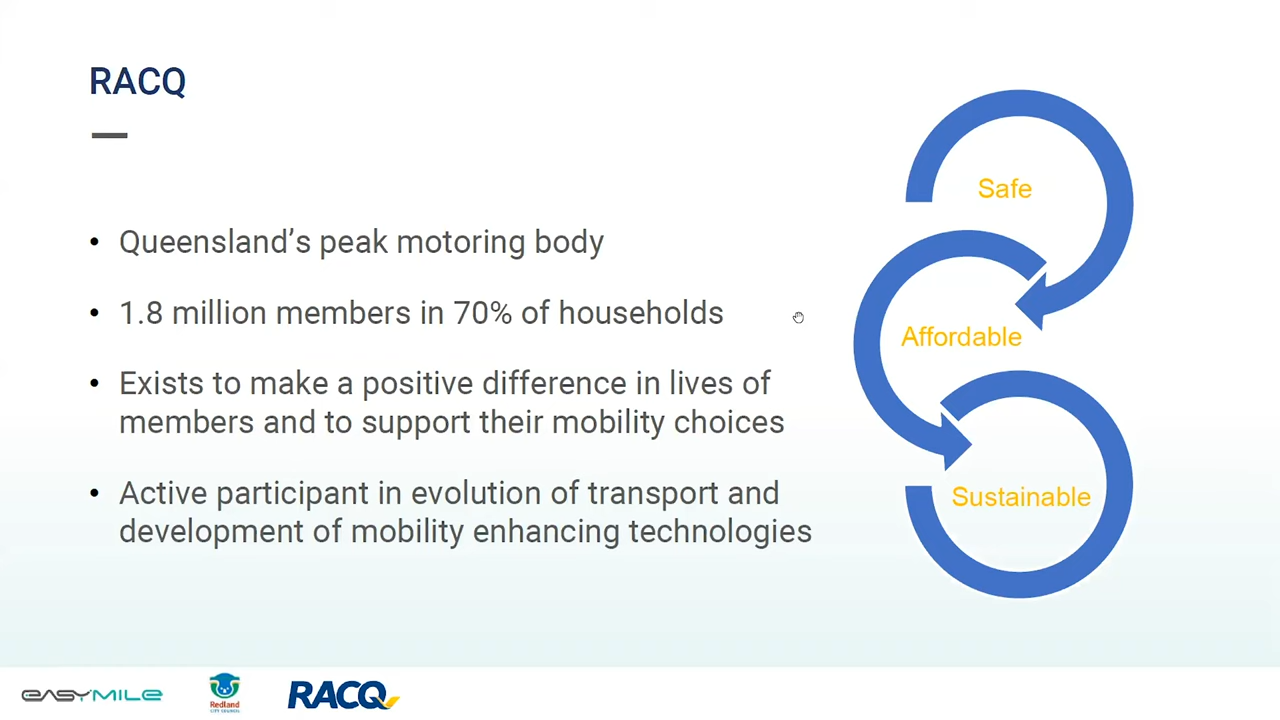 RACQ
• Queensland’s peak motoring body
• 1.8 million members in 70% of households
• Exists to make a positive difference in lives of
members and to support their mobility choices
• Active participant in evolution of transport and
development of mobility enhancing technologies
Safe
Affordable
Sustainable
EASYMILE
Redland
CITY COUNCIL
RACQ